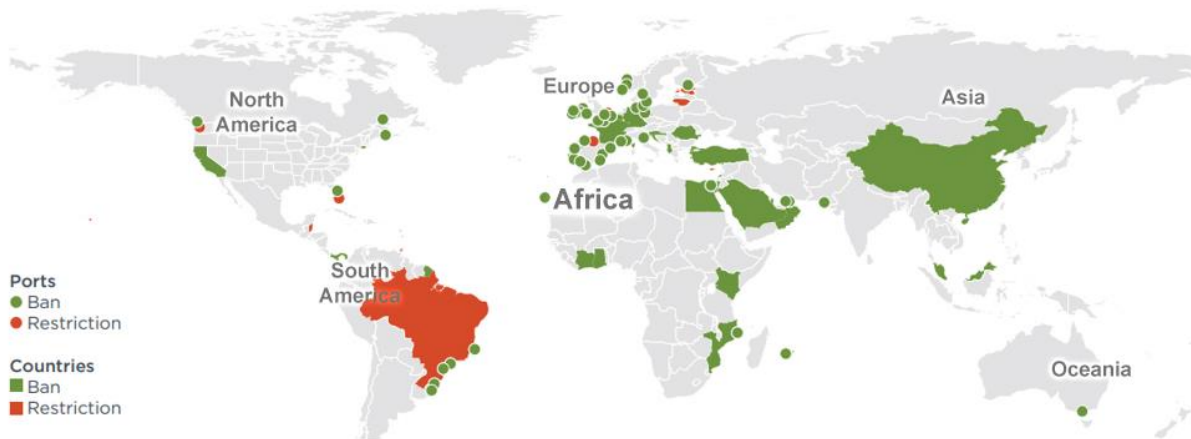 North
America
Europe
Asia
Africa
South
America
Oceania
Ports
Ban
Restriction
Countries
Ban
Restriction